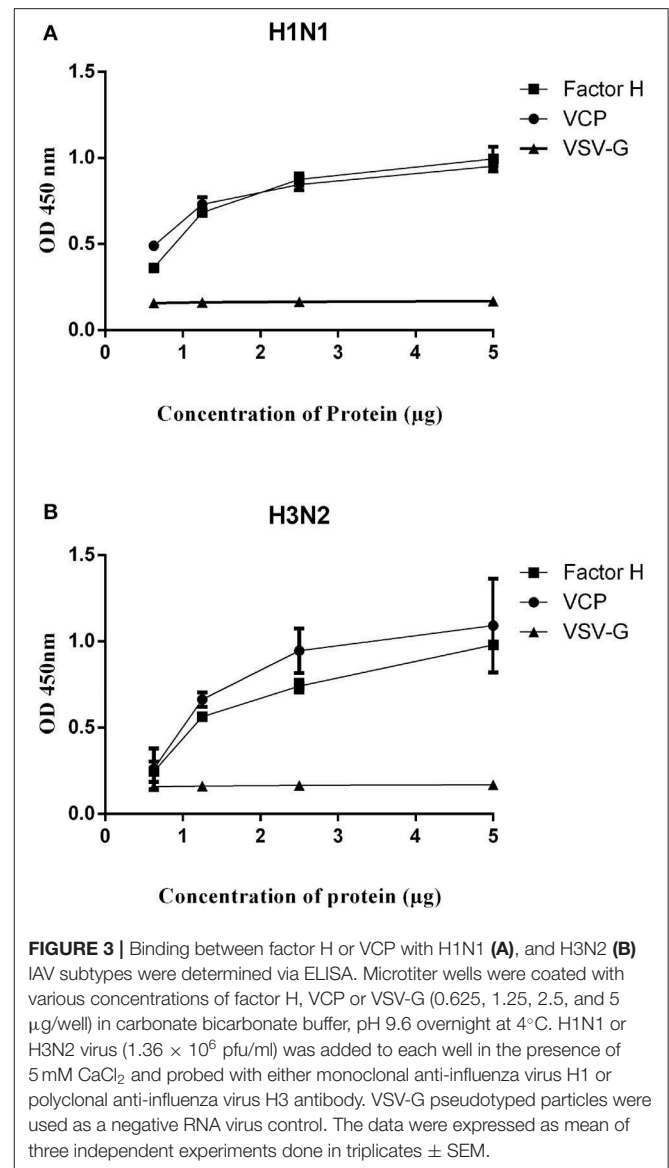 A
H1N1
1.5
1.0
0.5
0.0
OD 450 nm
0 1 2 3 4 5
Concentration of Protein (µg)
Factor H
VCP
VSV-G
B
H3N2
1.5
1.0
0.5
0.0
OD 450nm
0 1 2 3 4 5
Concentration of protein (µg)
Factor H
VCP
VSV-G
FIGURE 3 | Binding between factor H or VCP with H1N1 (A), and H3N2 (B)
IAV subtypes were determined via ELISA. Microtiter wells were coated with
various concentrations of factor H, VCP or VSV-G (0.625, 1.25, 2.5, and 5
µg/well) in carbonate bicarbonate buffer, pH 9.6 overnight at 4°C. H1N1 or
H3N2 virus (1.36 × 10⁶ pfu/ml) was added to each well in the presence of
5 mM CaCl₂ and probed with either monoclonal anti-influenza virus H1 or
polyclonal anti-influenza virus H3 antibody. VSV-G pseudotyped particles were
used as a negative RNA virus control. The data were expressed as mean of
three independent experiments done in triplicates ± SEM.